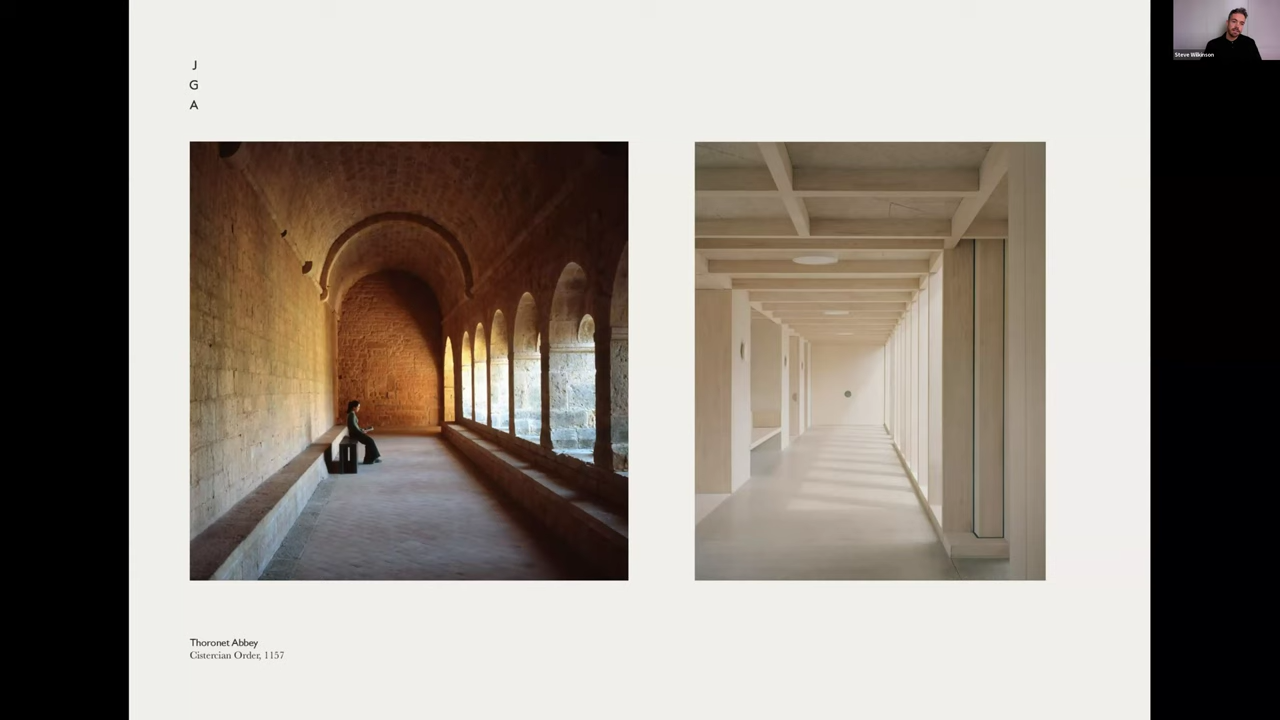 J
G
A
Steve Wilkinson
Thoronet Abbey
Cistercian Order, 1157